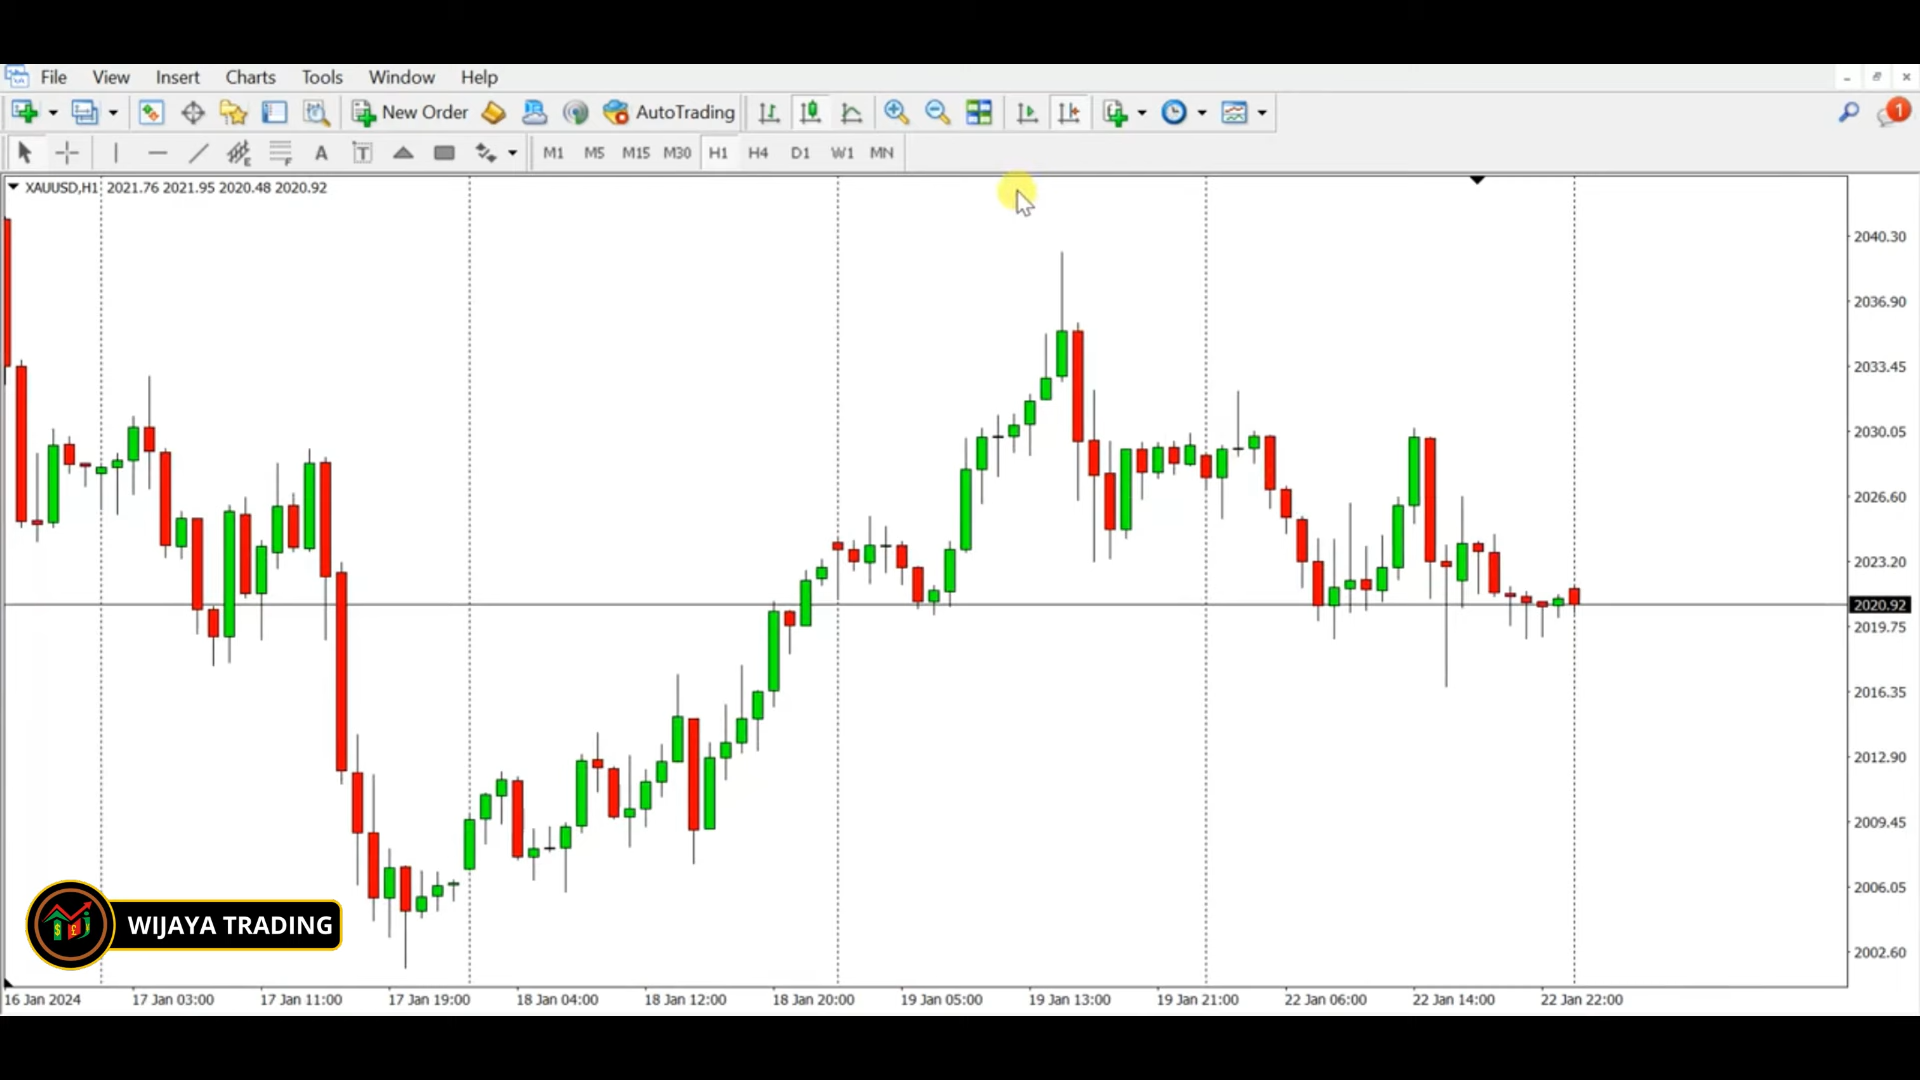 File View Insert Charts Tools Window Help
New Order AutoTrading 1
A T M1 M5 M15 M30 H1 H4 D1 W1 MN
XAUUSD,H1 2021.76 2021.95 2020.48 2020.92
2040.30
2036.90
2033.45
2030.05
2026.60
2023.20
2020.92
2019.75
2016.35
2012.90
2009.45
2006.05
2002.60
WIJAYA TRADING
16 Jan 2024 17 Jan 03:00 17 Jan 11:00 17 Jan 19:00 18 Jan 04:00 18 Jan 12:00 18 Jan 20:00 19 Jan 05:00 19 Jan 13:00 19 Jan 21:00 22 Jan 06:00 22 Jan 14:00 22 Jan 22:00